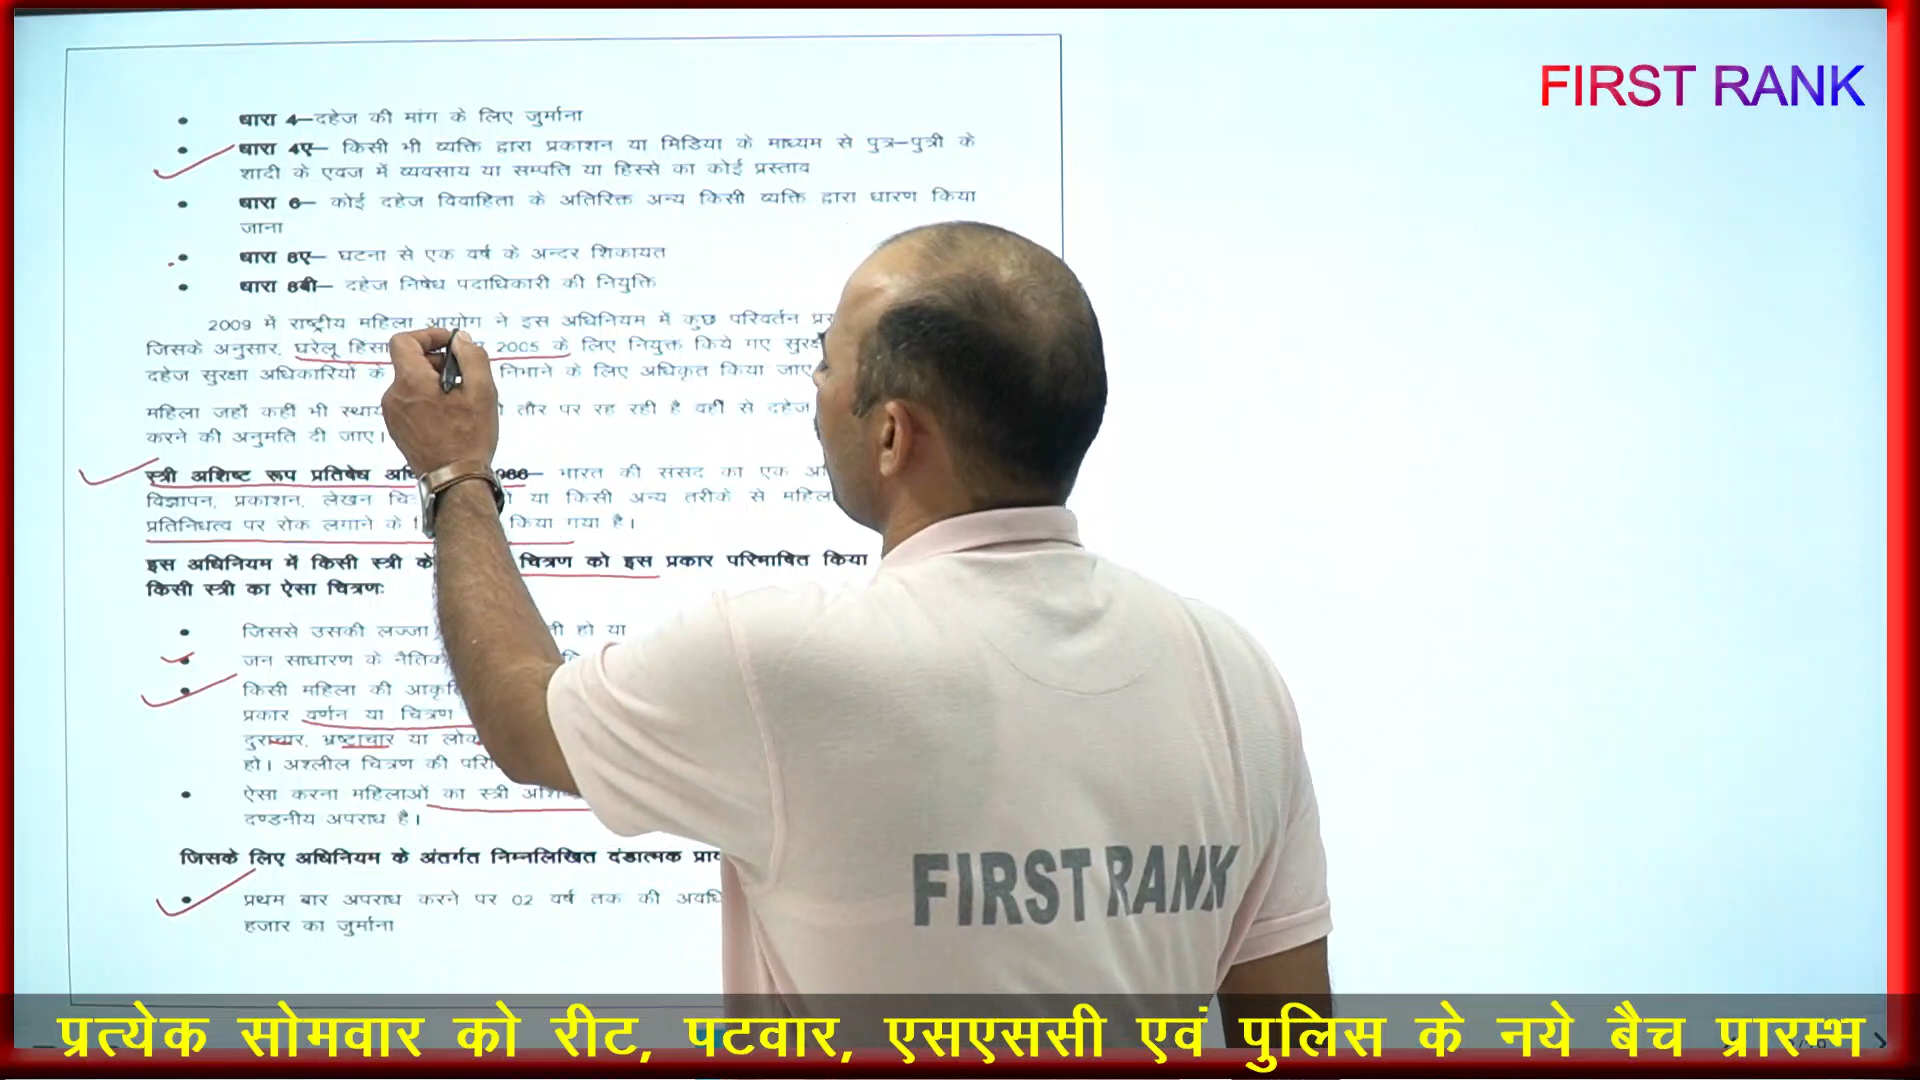 FIRST RANK
धारा 4—दहेज की मांग के लिए जुर्माना
धारा 4ए— किसी भी व्यक्ति द्वारा प्रकाशन या मिडिया के माध्यम से पुत्र—पुत्री के
शादी के एवज में व्यवसाय या सम्पति या हिस्से का कोई प्रस्ताव
धारा 6— कोई दहेज विवाहिता के अतिरिक्त अन्य किसी व्यक्ति द्वारा धारण किया
जाना
धारा 8ए— घटना से एक वर्ष के अन्दर शिकायत
धारा 8बी— दहेज निषेध पदाधिकारी की नियुक्ति
2009 में राष्ट्रीय महिला आयोग ने इस अधिनियम में कुछ परिवर्तन
जिसके अनुसार, घरेलू हिंसा 2005 के लिए नियुक्त किये गए
दहेज सुरक्षा अधिकारियों के निभाने के लिए अधिकृत किया जाए
महिला जहाँ कहीं भी तौर पर रह रही है वहीं से दहेज
करने की अनुमति दी जाए।
स्त्री अशिष्ट रूप प्रतिषेध भारत की संसद का एक
विज्ञापन, प्रकाशन, लेखन या किसी अन्य तरीके से
प्रतिनिधत्व पर रोक लगाने के किया गया है।
इस अधिनियम में किसी स्त्री के चित्रण को इस प्रकार परिभाषित किया
किसी स्त्री का ऐसा चित्रणः
जिससे उसकी लज्जा हो या
जन साधारण के
किसी महिला की
प्रकार वर्णन या चित्रण
दुराचार, भ्रष्टाचार या
हो। अश्लील चित्रण की
ऐसा करना महिलाओं का स्त्री
दण्डनीय अपराध है।
जिसके लिए अधिनियम के अंतर्गत निम्नलिखित दंडात्मक
प्रथम बार अपराध करने पर 02 वर्ष तक की
हजार का जुर्माना
FIRST RANK
प्रत्येक सोमवार को रीट, पटवार, एसएससी एवं पुलिस के नये बैच प्रारम्भ